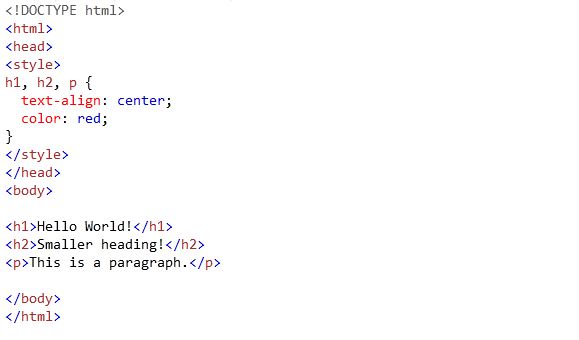 <!DOCTYPE html>
<html>
<head>
<style>
h1, h2, p {
  text-align: center;
  color: red;
}
</style>
</head>
<body>

<h1>Hello World!</h1>
<h2>Smaller heading!</h2>
<p>This is a paragraph.</p>

</body>
</html>